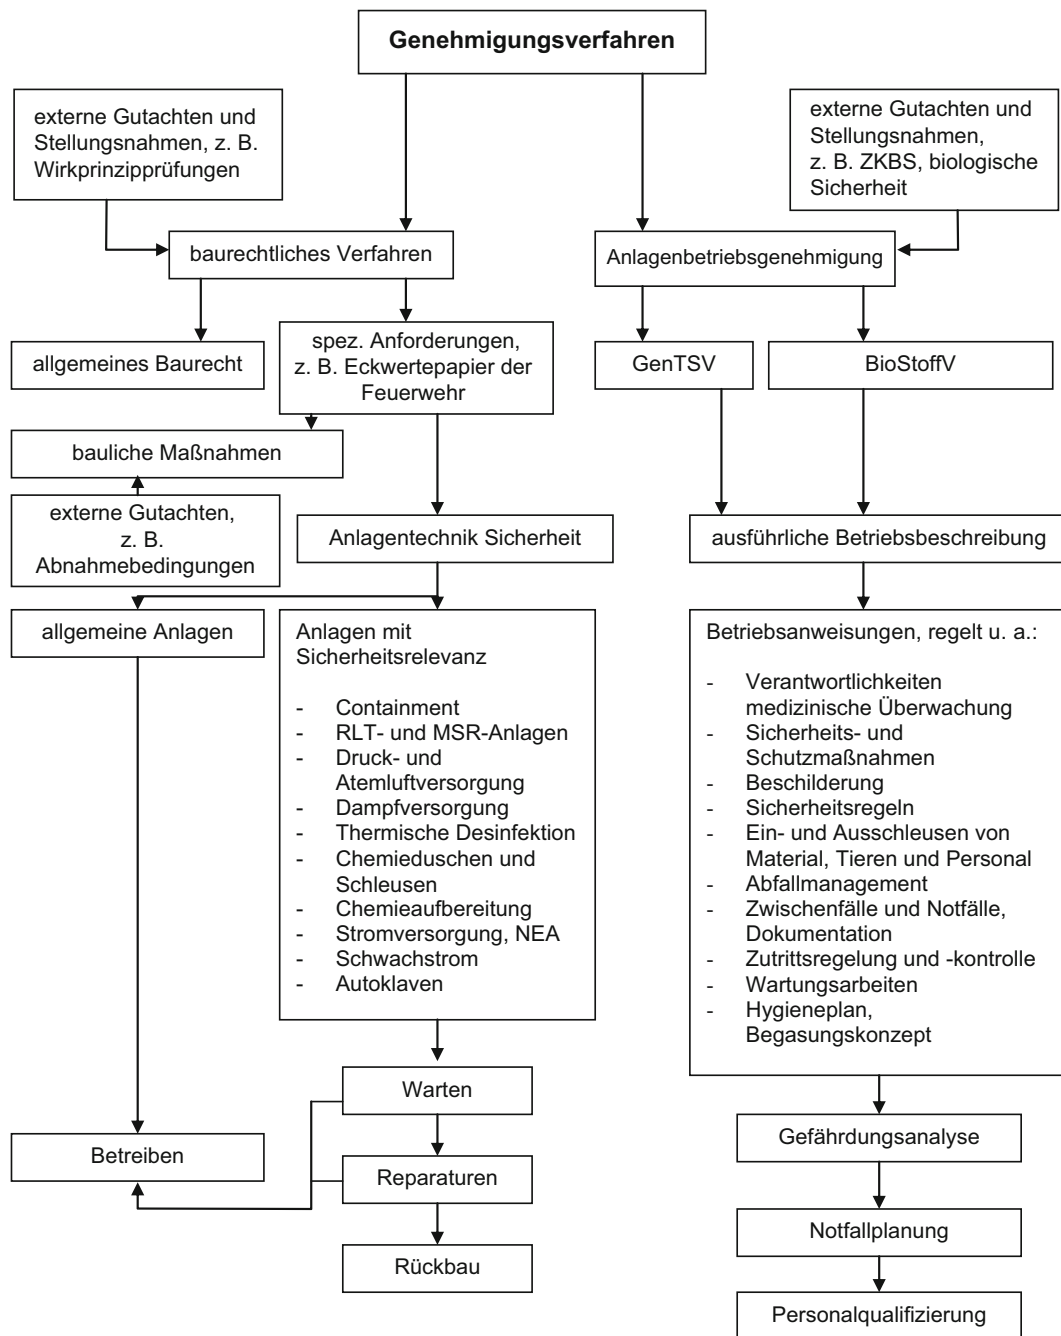 Genehmigungsverfahren
externe Gutachten und
Stellungsnahmen, z. B.
Wirkprinzipprüfungen
externe Gutachten und
Stellungsnahmen,
z. B. ZKBS, biologische
Sicherheit
baurechtliches Verfahren
Anlagenbetriebsgenehmigung
allgemeines Baurecht
spez. Anforderungen,
z. B. Eckwertepapier der
Feuerwehr
GenTSV
BioStoffV
bauliche Maßnahmen
externe Gutachten,
z. B.
Abnahmebedingungen
Anlagentechnik Sicherheit
ausführliche Betriebsbeschreibung
allgemeine Anlagen
Anlagen mit
Sicherheitsrelevanz
- Containment
- RLT- und MSR-Anlagen
- Druck- und
Atemluftversorgung
- Dampfversorgung
- Thermische Desinfektion
- Chemieduschen und
Schleusen
- Chemieaufbereitung
- Stromversorgung, NEA
- Schwachstrom
- Autoklaven
Betriebsanweisungen, regelt u. a.:
- Verantwortlichkeiten
medizinische Überwachung
- Sicherheits- und
Schutzmaßnahmen
- Beschilderung
- Sicherheitsregeln
- Ein- und Ausschleusen von
Material, Tieren und Personal
- Abfallmanagement
- Zwischenfälle und Notfälle,
Dokumentation
- Zutrittsregelung und -kontrolle
- Wartungsarbeiten
- Hygieneplan,
Begasungskonzept
Warten
Betreiben
Reparaturen
Rückbau
Gefährdungsanalyse
Notfallplanung
Personalqualifizierung